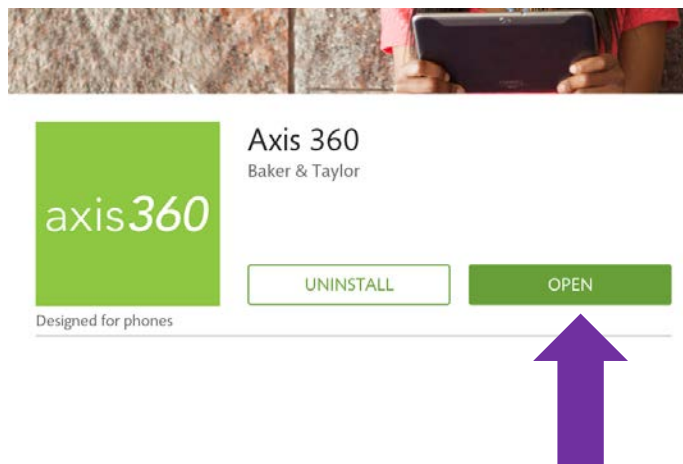 Axis 360
Baker & Taylor
axis360
UNINSTALL OPEN
Designed for phones